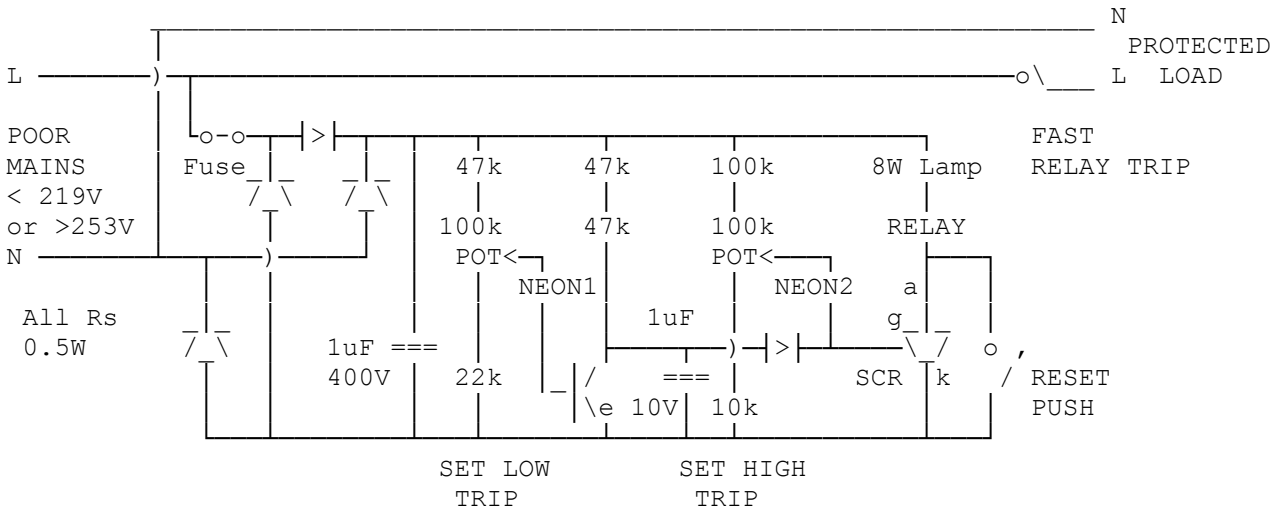 N
PROTECTED
L L LOAD
POOR FAST
MAINS Fuse 47k 47k 100k 8W Lamp RELAY TRIP
< 219V
or >253V 100k 47k 100k RELAY
N POT< POT<
NEON1 NEON2 a
All Rs 1uF g
0.5W 1uF ===
400V 22k === SCR k RESET
e 10V 10k PUSH
SET LOW SET HIGH
TRIP TRIP